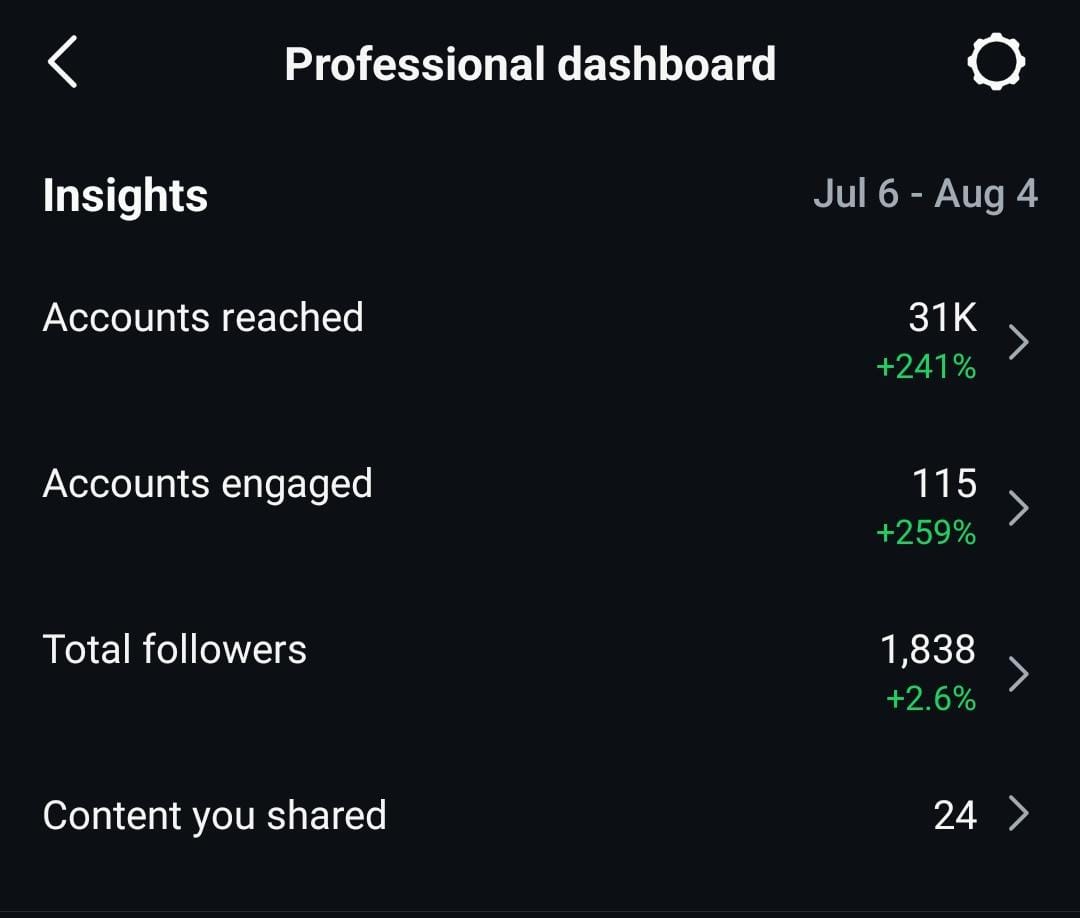 Professional dashboard
Insights
Jul 6 - Aug 4
Accounts reached
31K
+241%
Accounts engaged
115
+259%
Total followers
1,838
+2.6%
Content you shared
24